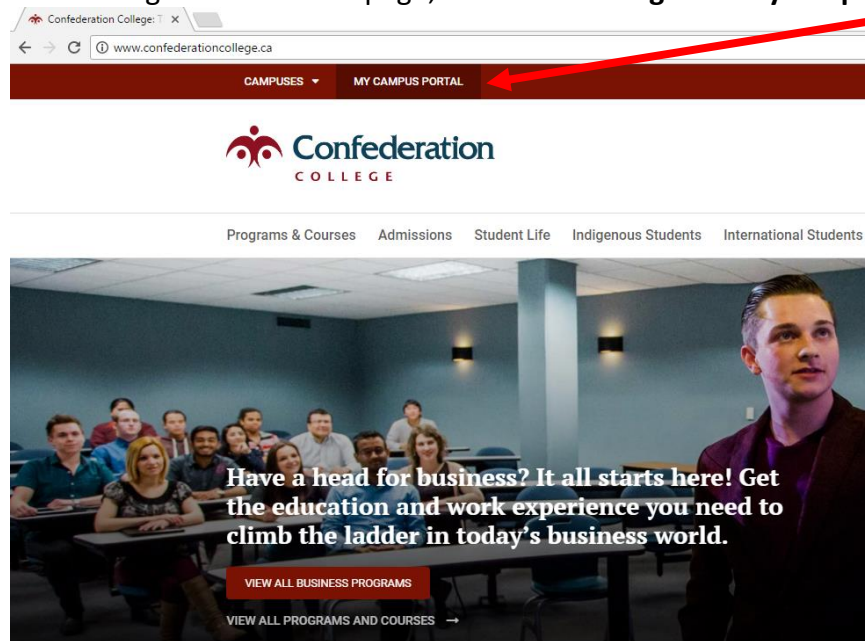 page,
Confederation College: T
www.confederationcollege.ca
CAMPUSES MY CAMPUS PORTAL
Confederation
COLLEGE
Programs & Courses Admissions Student Life Indigenous Students International Students
Have a head for business? It all starts here! Get
the education and work experience you need to
climb the ladder in today’s business world.
VIEW ALL BUSINESS PROGRAMS
VIEW ALL PROGRAMS AND COURSES →